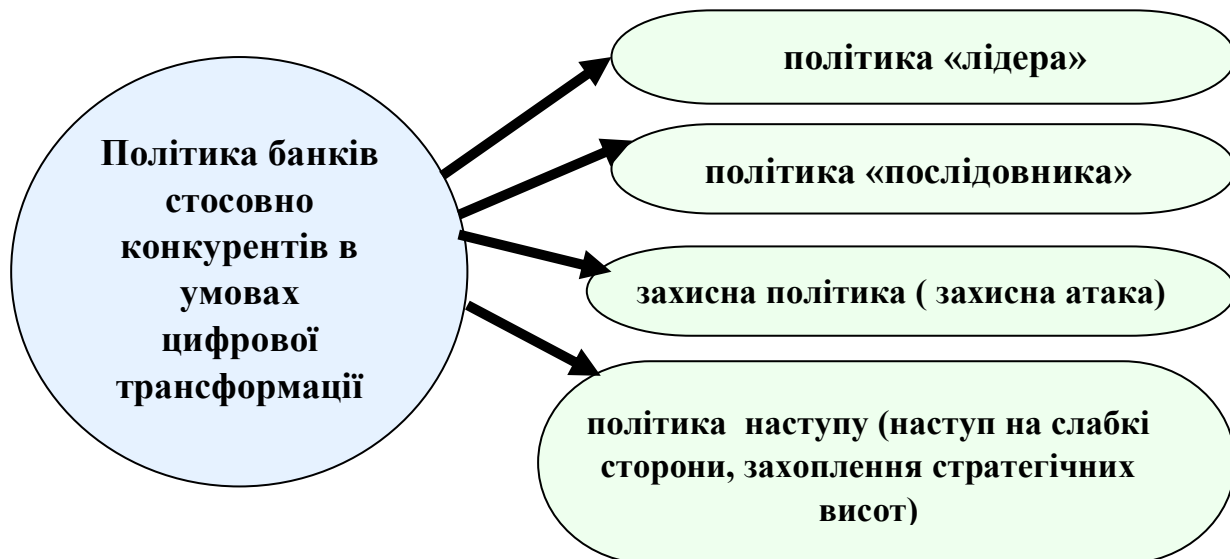 Політика банків
стосовно
конкурентів в
умовах
цифрової
трансформації
політика «лідера»
політика «послідовника»
захисна політика ( захисна атака)
політика наступу (наступ на слабкі
сторони, захоплення стратегічних
висот)